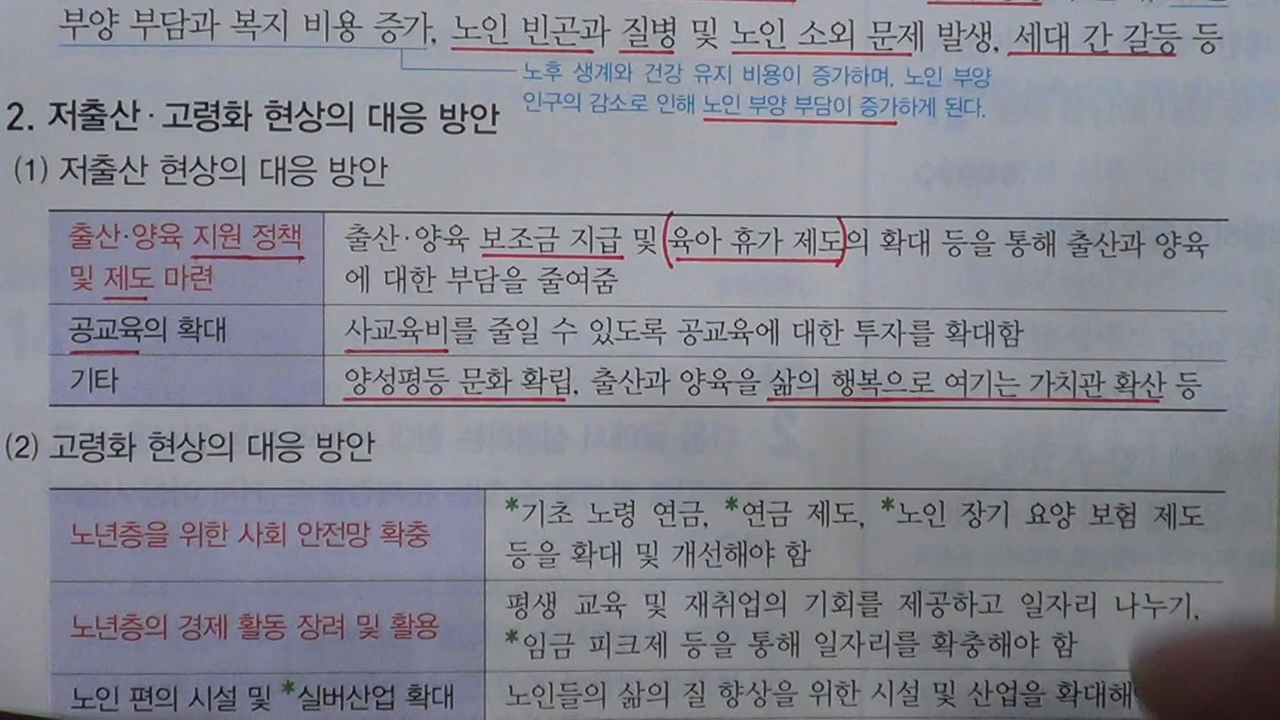 부양 부담과 복지 비용 증가, 노인 빈곤과 질병 및 노인 소외 문제 발생, 세대 간 갈등 등
노후 생계와 건강 유지 비용이 증가하며, 노인 부양
인구의 감소로 인해 노인 부양 부담이 증가하게 된다.
2. 저출산·고령화 현상의 대응 방안
(1) 저출산 현상의 대응 방안
출산·양육 지원 정책
및 제도 마련
출산·양육 보조금 지급 및 육아 휴가 제도의 확대 등을 통해 출산과 양육
에 대한 부담을 줄여줌
공교육의 확대
사교육비를 줄일 수 있도록 공교육에 대한 투자를 확대함
기타
양성평등 문화 확립, 출산과 양육을 삶의 행복으로 여기는 가치관 확산 등
(2) 고령화 현상의 대응 방안
노년층을 위한 사회 안전망 확충
*기초 노령 연금, *연금 제도, *노인 장기 요양 보험 제도
등을 확대 및 개선해야 함
노년층의 경제 활동 장려 및 활용
평생 교육 및 재취업의 기회를 제공하고 일자리 나누기,
*임금 피크제 등을 통해 일자리를 확충해야 함
노인 편의 시설 및 *실버산업 확대
노인들의 삶의 질 향상을 위한 시설 및 산업을